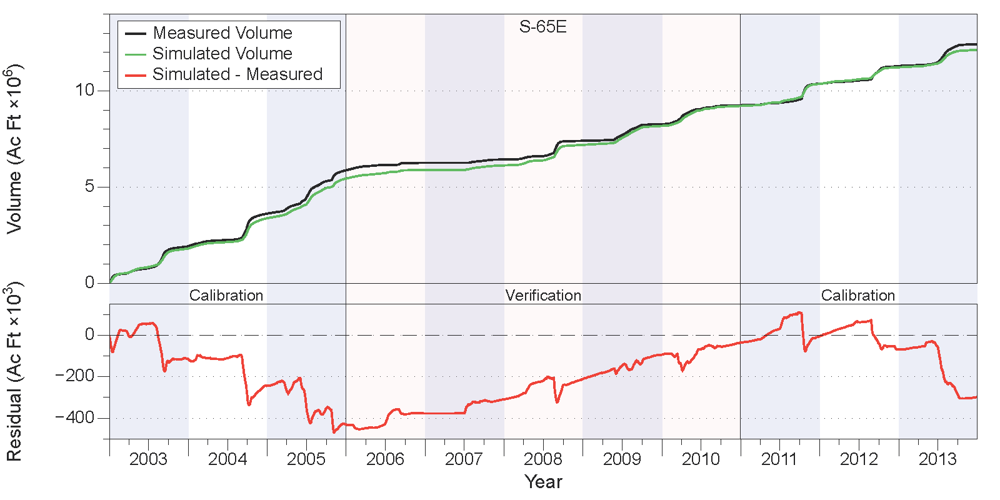 S-65E
Measured Volume
Simulated Volume
Simulated - Measured
Volume (Ac Ft ×10⁶)
10
5
0
Calibration
Verification
Calibration
Residual (Ac Ft ×10³)
0
−200
−400
2003 2004 2005 2006 2007 2008 2009 2010 2011 2012 2013
Year